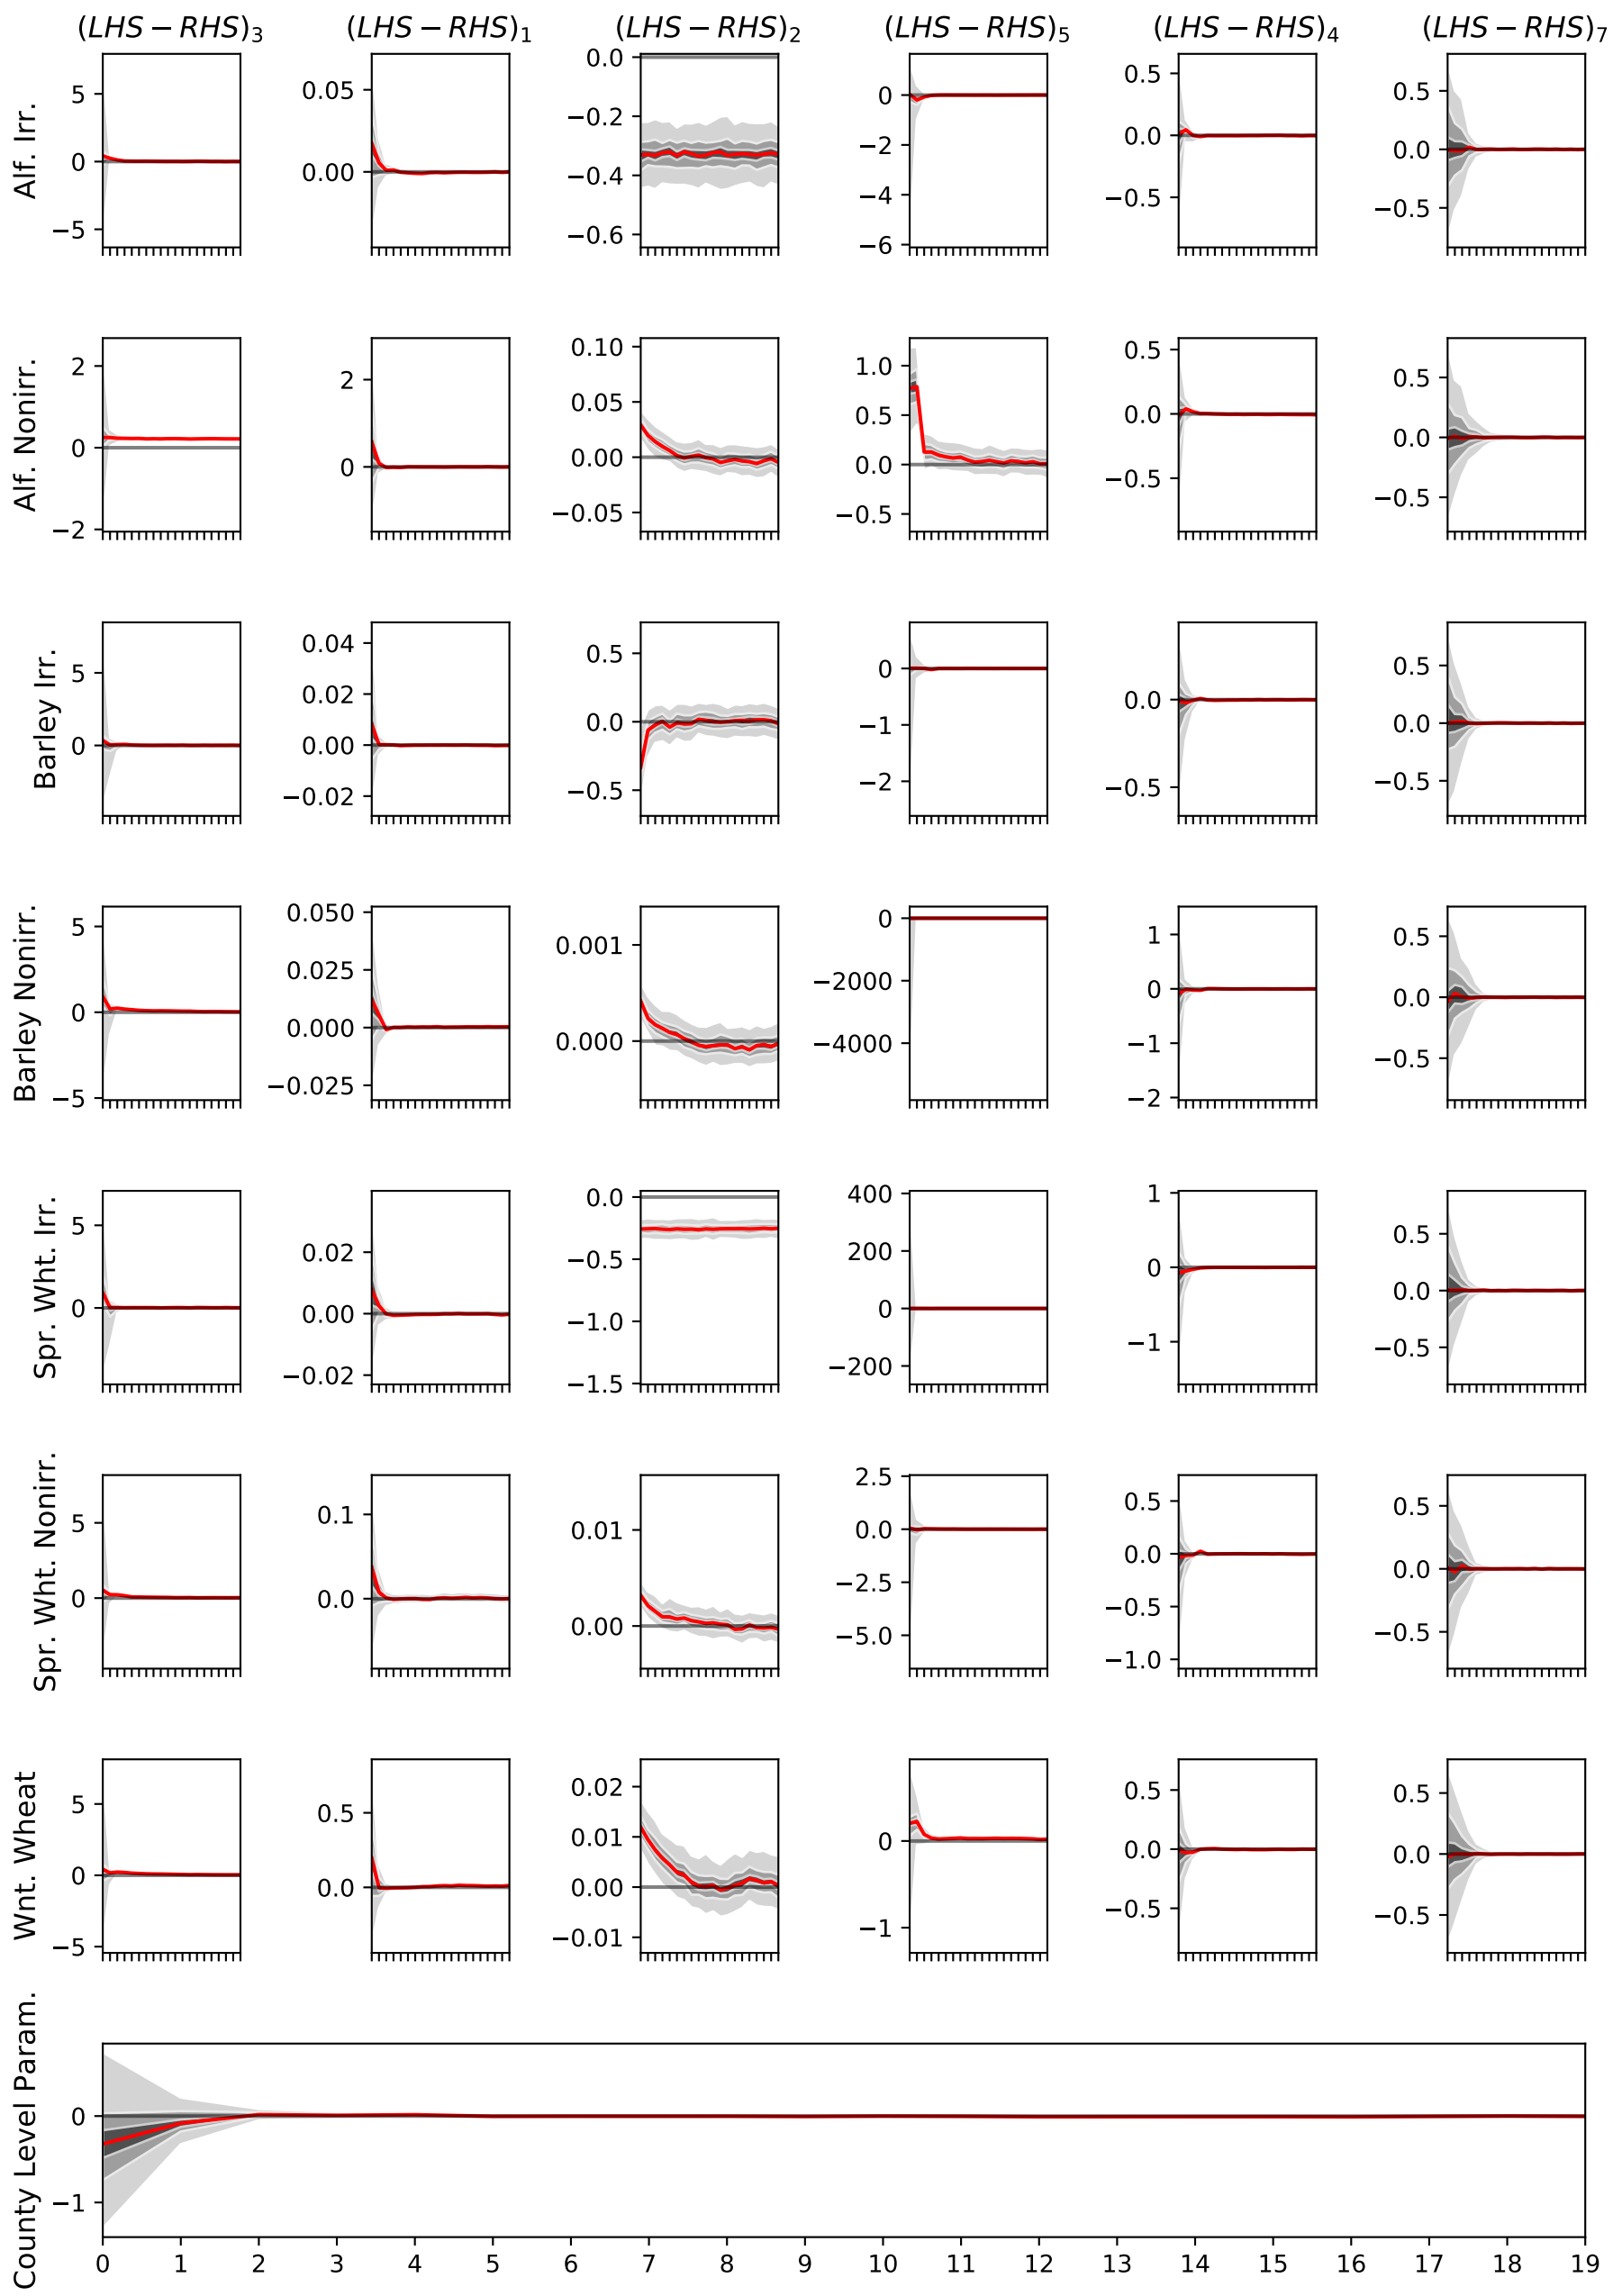 (LHS − RHS)₃ (LHS − RHS)₁ (LHS − RHS)₂ (LHS − RHS)₅ (LHS − RHS)₄ (LHS − RHS)₇
Alf. Irr.
5 0 −5
0.05 0.00
0.0 −0.2 −0.4 −0.6
0 −2 −4 −6
0.5 0.0 −0.5
0.5 0.0 −0.5
Alf. Nonirr.
2 0 −2
2 0
0.10 0.05 0.00 −0.05
1.0 0.5 0.0 −0.5
0.5 0.0 −0.5
0.5 0.0 −0.5
Barley Irr.
5 0
0.04 0.02 0.00 −0.02
0.5 0.0 −0.5
0 −1 −2
0.0 −0.5
0.5 0.0 −0.5
Barley Nonirr.
5 0 −5
0.050 0.025 0.000 −0.025
0.001 0.000
0 −2000 −4000
1 0 −1 −2
0.5 0.0 −0.5
Spr. Wht. Irr.
5 0
0.02 0.00 −0.02
0.0 −0.5 −1.0 −1.5
400 200 0 −200
1 0 −1
0.5 0.0 −0.5
Spr. Wht. Nonirr.
5 0
0.1 0.0
0.01 0.00
2.5 0.0 −2.5 −5.0
0.5 0.0 −0.5 −1.0
0.5 0.0 −0.5
Wnt. Wheat
5 0 −5
0.5 0.0
0.02 0.01 0.00 −0.01
0 −1
0.5 0.0 −0.5
0.5 0.0 −0.5
County Level Param.
0 −1
0 1 2 3 4 5 6 7 8 9 10 11 12 13 14 15 16 17 18 19